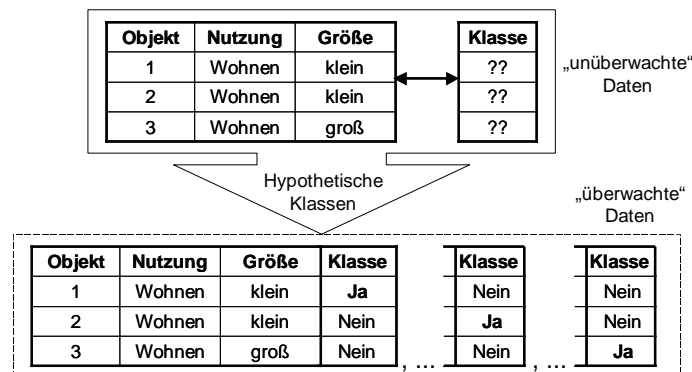 Objekt Nutzung Größe Klasse
1 Wohnen klein ??
2 Wohnen klein ??
3 Wohnen groß ??
„unüberwachte“
Daten
Hypothetische
Klassen
„überwachte“
Daten
Objekt Nutzung Größe Klasse Klasse Klasse
1 Wohnen klein Ja Nein Nein
2 Wohnen klein Nein Ja Nein
3 Wohnen groß Nein , ... Nein , ... Ja